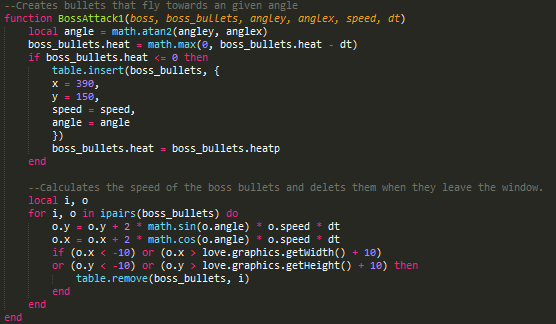 --Creates bullets that fly towards an given angle
function BossAttack1(boss, boss_bullets, angley, anglex, speed, dt)
    local angle = math.atan2(angley, anglex)
    boss_bullets.heat = math.max(0, boss_bullets.heat - dt)
    if boss_bullets.heat <= 0 then
        table.insert(boss_bullets, {
        x = 390,
        y = 150,
        speed = speed,
        angle = angle
        })
        boss_bullets.heat = boss_bullets.heatp
    end

    --Calculates the speed of the boss bullets and deletes them when they leave the window.
    local i, o
    for i, o in ipairs(boss_bullets) do
        o.y = o.y + 2 * math.sin(o.angle) * o.speed * dt
        o.x = o.x + 2 * math.cos(o.angle) * o.speed * dt
        if (o.x < -10) or (o.x > love.graphics.getWidth() + 10)
        or (o.y < -10) or (o.y > love.graphics.getHeight() + 10) then
            table.remove(boss_bullets, i)
        end
    end
end